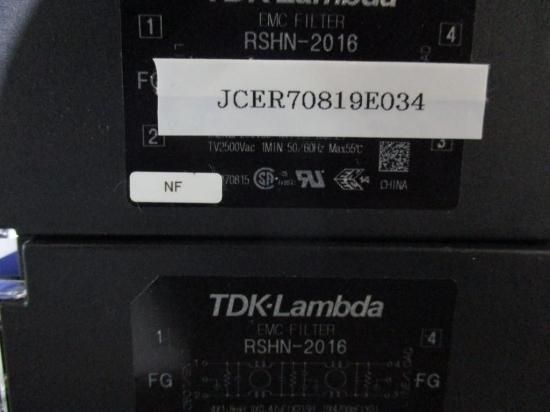 TDK-Lambda
EMC FILTER
1
RSHN-2016
4
FG
JCER70819E034
2
3
TV2500Vac 1MIN 50/60Hz Max55℃
NF
70815
CHINA
TDK-Lambda
EMC FILTER
1
RSHN-2016
4
FG
FG